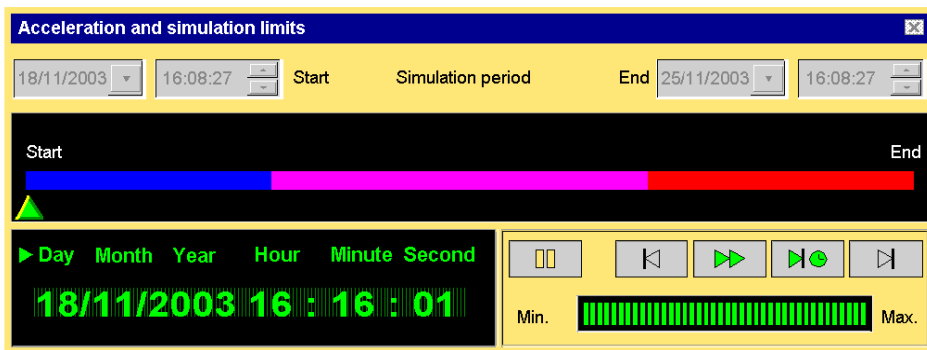 Acceleration and simulation limits
18/11/2003 16:08:27 Start Simulation period End 25/11/2003 16:08:27
Start End
Day Month Year Hour Minute Second
18/11/2003 16 : 16 : 01
Min. Max.